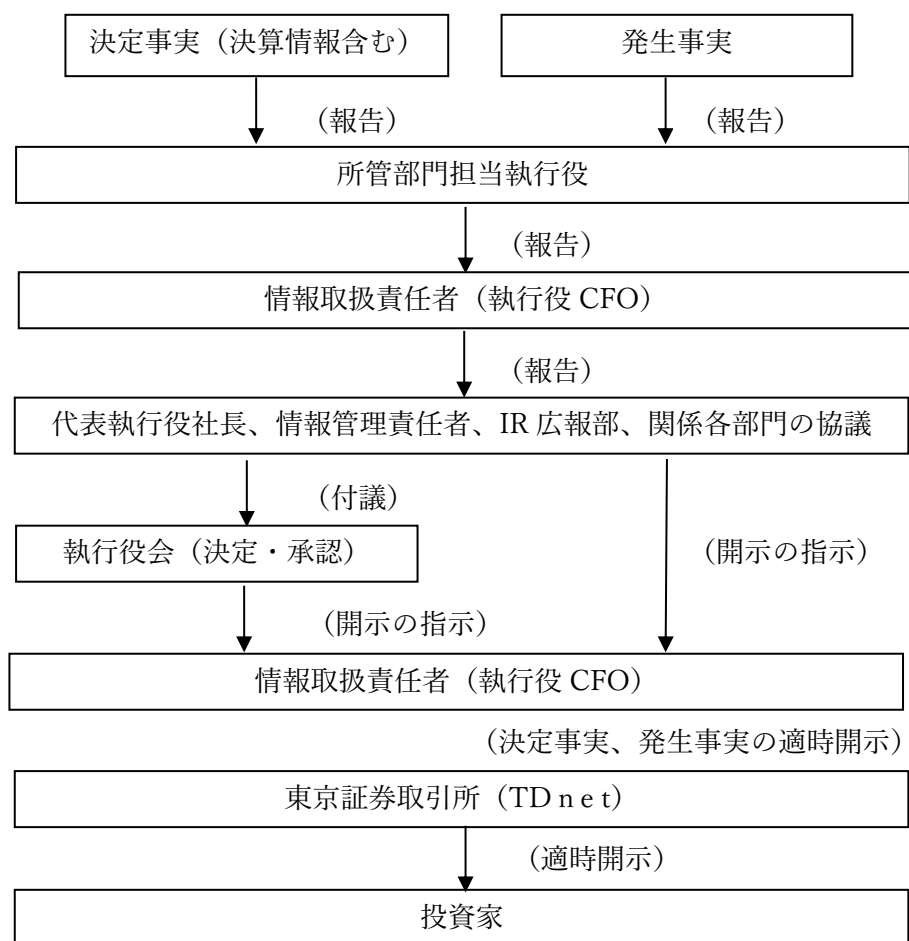 決定事実（決算情報含む）
発生事実
（報告）
（報告）
所管部門担当執行役
（報告）
情報取扱責任者（執行役 CFO）
（報告）
代表執行役社長、情報管理責任者、IR 広報部、関係各部門の協議
（付議）
執行役会（決定・承認）
（開示の指示）
（開示の指示）
情報取扱責任者（執行役 CFO）
（決定事実、発生事実の適時開示）
東京証券取引所（TD n e t）
（適時開示）
投資家